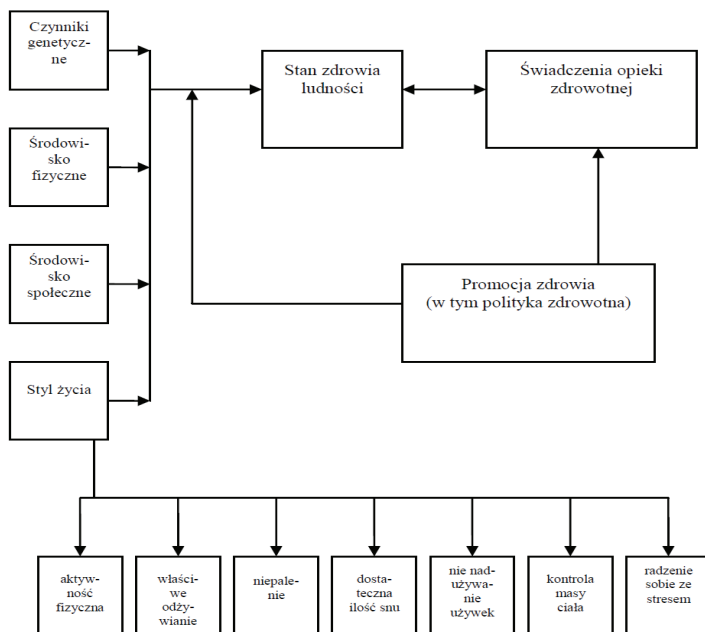 Czynniki
genetycz-
ne
Stan zdrowia
ludności
Świadczenia opieki
zdrowotnej
Środowi-
sko
fizyczne
Środowi-
sko
społeczne
Promocja zdrowia
(w tym polityka zdrowotna)
Styl życia
aktyw-
ność
fizyczna
właści-
we
odży-
wianie
niepale-
nie
dosta-
teczna
ilość snu
nie nad-
używa-
nie
używek
kontrola
masy
ciała
radzenie
sobie ze
stresem